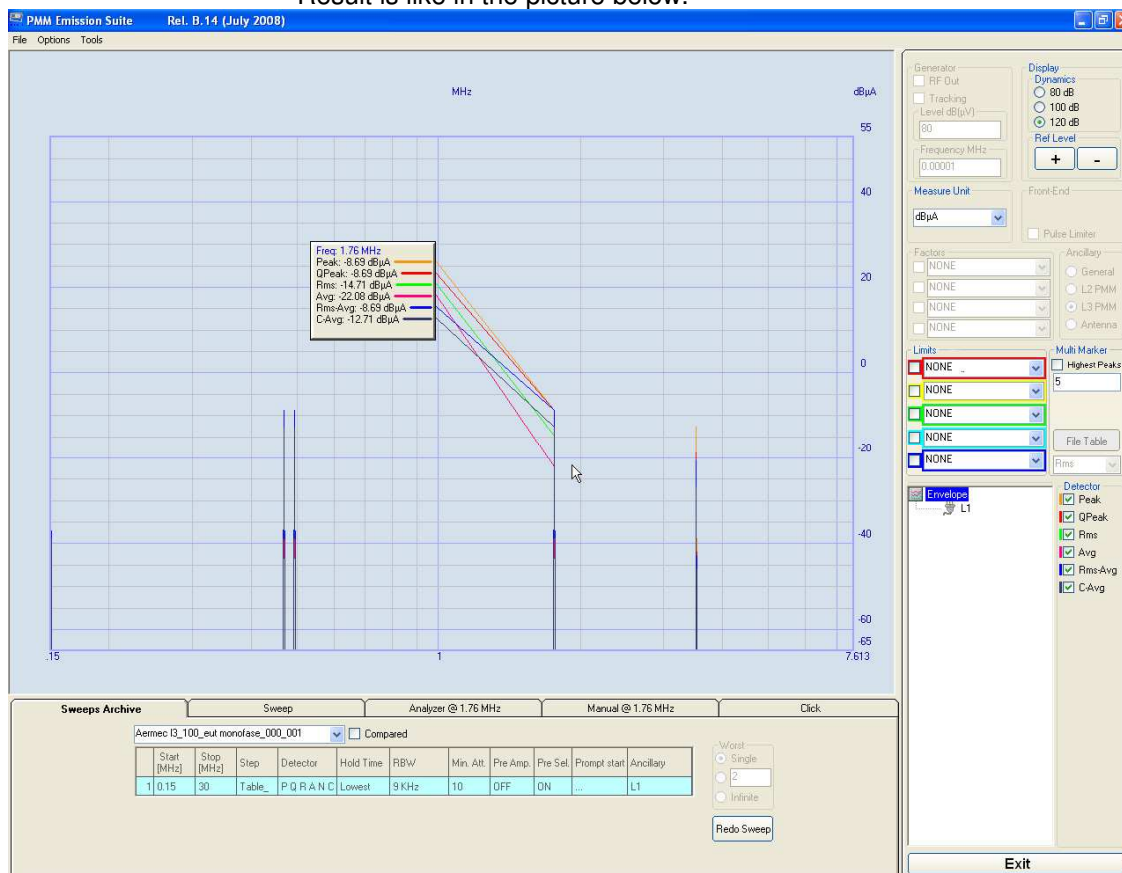 Result is like in the picture below.
PMM Emission Suite Rel. B.14 (July 2008)
File Options Tools
MHz
dBµA
55
40
20
0
-20
-40
-60
-65
.15
1
7.613
Freq: 1.76 MHz
Peak: -8.69 dBµA
QPeak: -8.69 dBµA
Rms: -14.71 dBµA
Avg: -22.08 dBµA
Rms-Avg: -8.69 dBµA
C-Avg: -12.71 dBµA
Generator
RF Out
Tracking
Level dB(µV)
80
Frequency MHz
0.00001
Display
Dynamics
80 dB
100 dB
120 dB
Ref Level
+ -
Measure Unit
dBµA
Front-End
Pulse Limiter
Factors
NONE
NONE
NONE
NONE
Ancillary
General
L2 PMM
L3 PMM
Antenna
Limits
NONE ..
NONE
NONE
NONE
NONE
Multi Marker
Highest Peaks
5
File Table
Rms
Envelope
L1
Detector
Peak
QPeak
Rms
Avg
Rms-Avg
C-Avg
Sweeps Archive Sweep Analyzer @ 1.76 MHz Manual @ 1.76 MHz Click
Aermec I3_100_eut monofase_000_001 Compared
Start [MHz] Stop [MHz] Step Detector Hold Time RBW Min. Att. Pre Amp. Pre Sel. Prompt start Ancillary
1 0.15 30 Table_ P Q R A N C Lowest 9 KHz 10 OFF ON ... L1
Worst
Single
2
Infinite
Redo Sweep
Exit